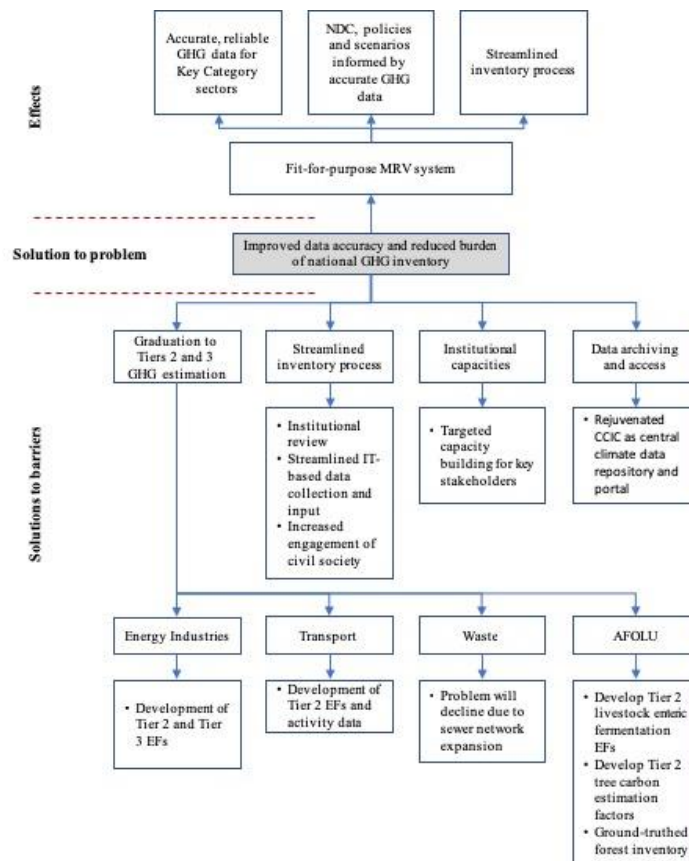 Effects
Accurate, reliable
GHG data for
Key Category
sectors
NDC, policies
and scenarios
informed by
accurate GHG
data
Streamlined
inventory process
Fit-for-purpose MRV system
Solution to problem
Improved data accuracy and reduced burden
of national GHG inventory
Solutions to barriers
Graduation to
Tiers 2 and 3
GHG estimation
Streamlined
inventory process
Institutional
capacities
Data archiving
and access
• Institutional
review
• Streamlined IT-
based data
collection and
input
• Increased
engagement of
civil society
• Targeted
capacity
building for key
stakeholders
• Rejuvenated
CCIC as central
climate data
repository and
portal
Energy Industries
Transport
Waste
AFOLU
• Development of
Tier 2 and Tier
3 EFs
• Development of
Tier 2 EFs and
activity data
• Problem will
decline due to
sewer network
expansion
• Develop Tier 2
livestock enteric
fermentation
EFs
• Develop Tier 2
tree carbon
estimation
factors
• Ground-truthed
forest inventory